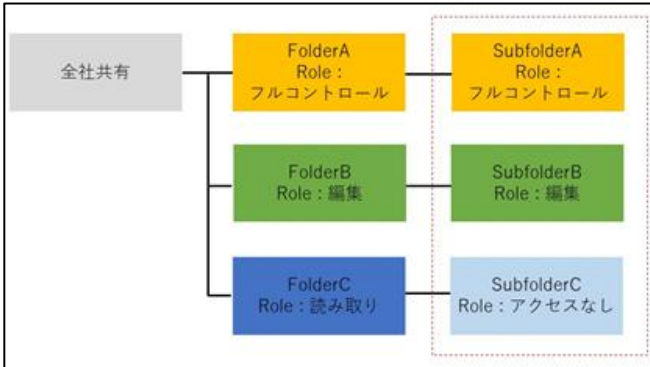 全社共有
FolderA
Role：
フルコントロール
SubfolderA
Role：
フルコントロール
FolderB
Role：編集
SubfolderB
Role：編集
FolderC
Role：読み取り
SubfolderC
Role：アクセスなし